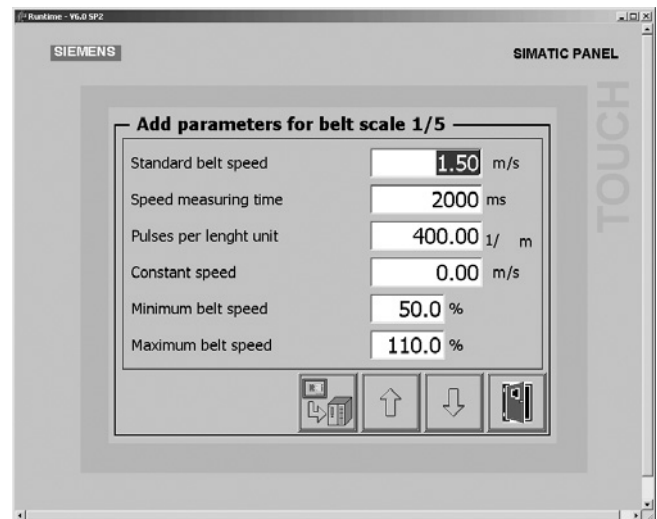 Runtime - V6.0 SP2
SIEMENS
SIMATIC PANEL
TOUCH
Add parameters for belt scale 1/5
Standard belt speed 1.50 m/s
Speed measuring time 2000 ms
Pulses per lenght unit 400.00 1/ m
Constant speed 0.00 m/s
Minimum belt speed 50.0 %
Maximum belt speed 110.0 %